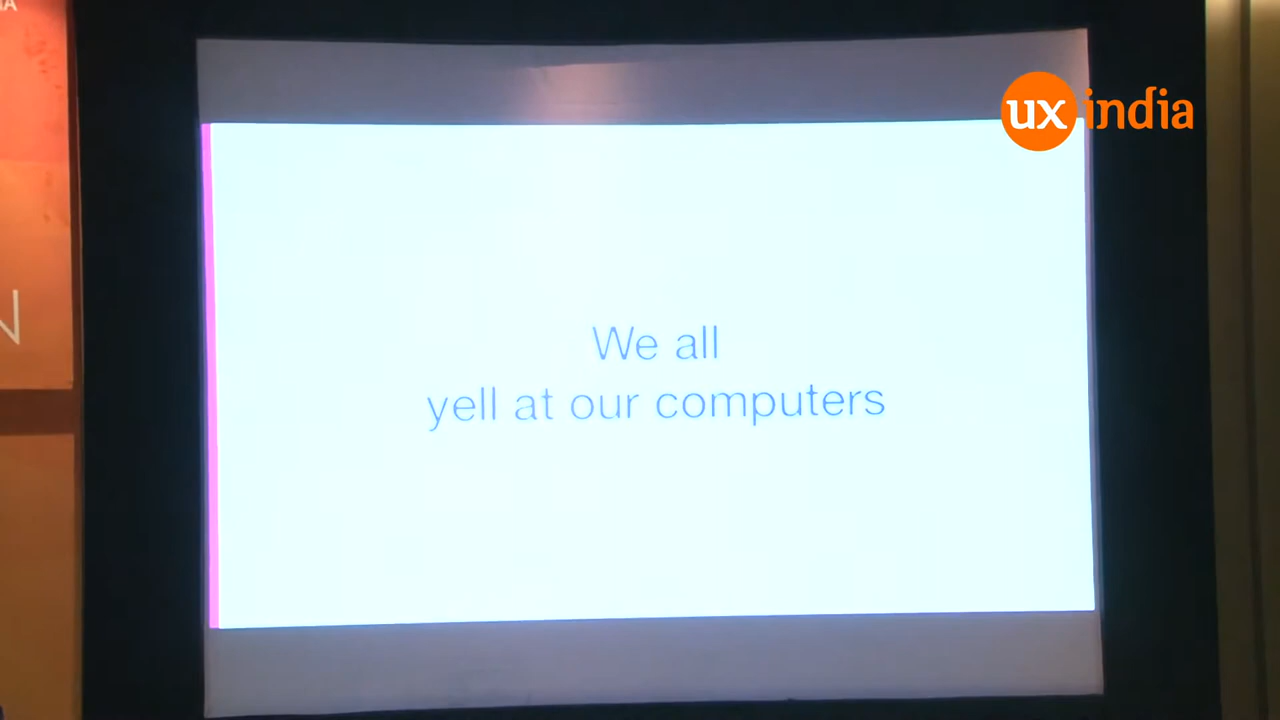 ux india
We all
yell at our computers
N